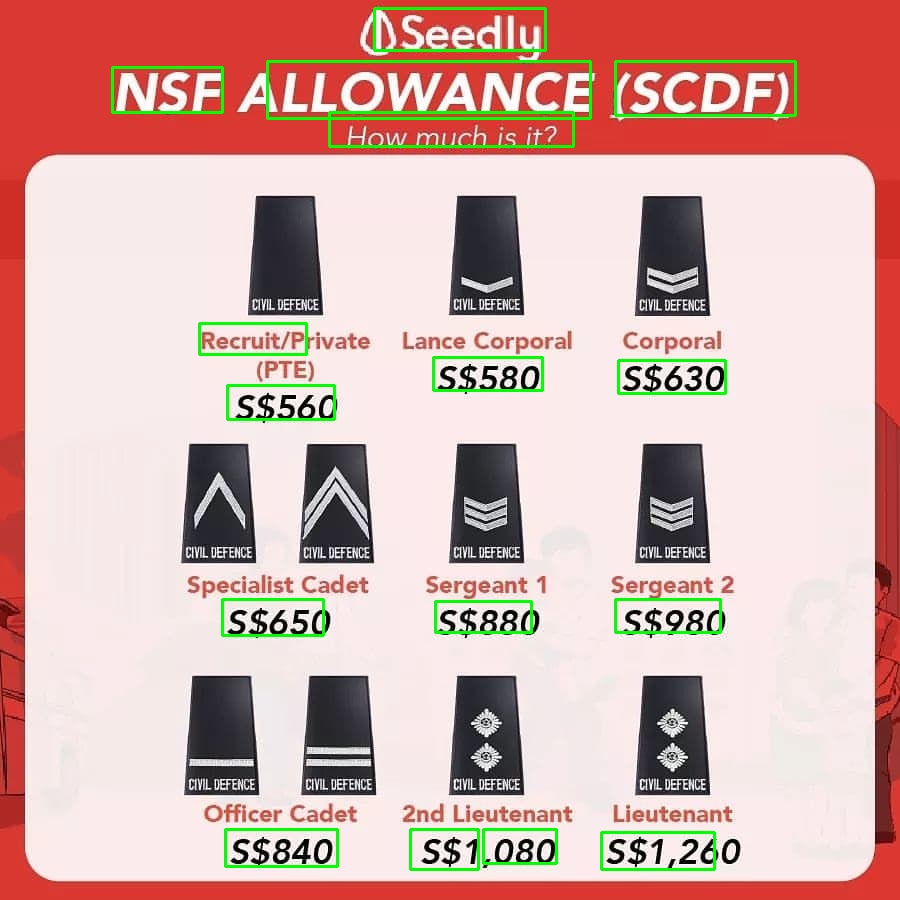 Seedly
NSF ALLOWANCE (SCDF)
How much is it?
CIVIL DEFENCE CIVIL DEFENCE CIVIL DEFENCE
Recruit/Private Lance Corporal Corporal
(PTE) S$580 S$630
S$560
CIVIL DEFENCE CIVIL DEFENCE CIVIL DEFENCE CIVIL DEFENCE
Specialist Cadet Sergeant 1 Sergeant 2
S$650 S$880 S$980
CIVIL DEFENCE CIVIL DEFENCE CIVIL DEFENCE CIVIL DEFENCE
Officer Cadet 2nd Lieutenant Lieutenant
S$840 S$1,080 S$1,260